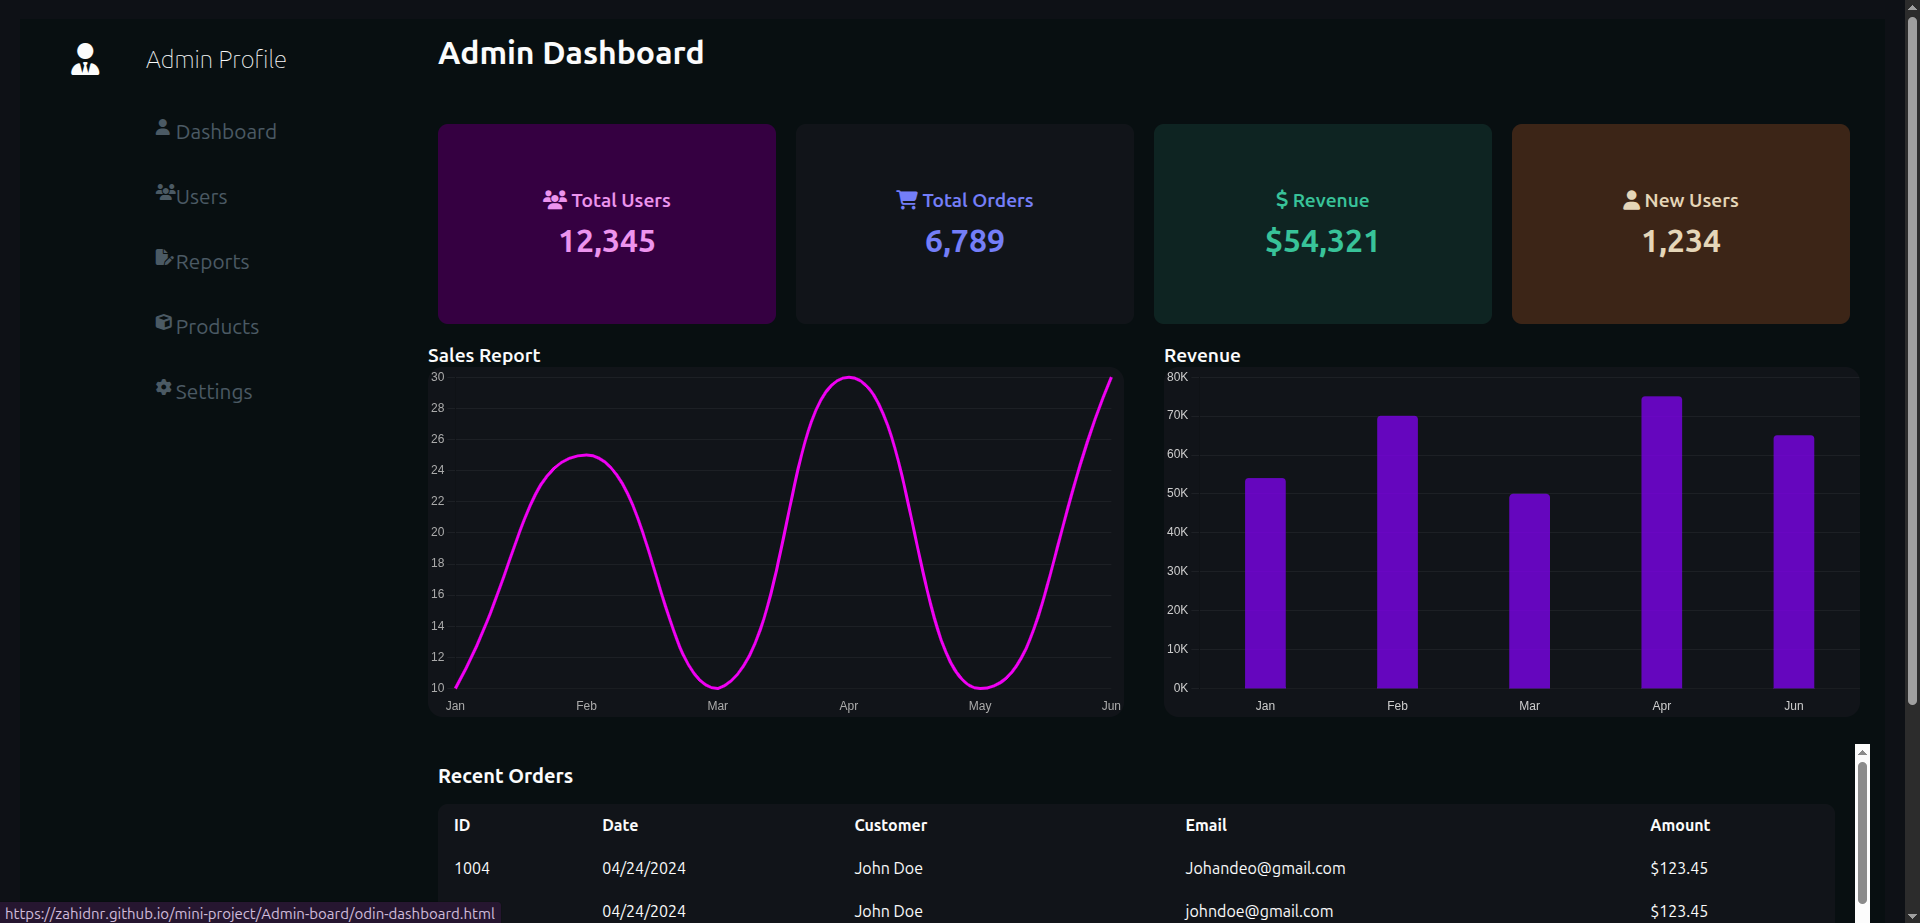 Admin Profile
Dashboard
Users
Reports
Products
Settings
Admin Dashboard
Total Users
12,345
Total Orders
6,789
$ Revenue
$54,321
New Users
1,234
Sales Report
30
28
26
24
22
20
18
16
14
12
10
Jan Feb Mar Apr May Jun
Revenue
80K
70K
60K
50K
40K
30K
20K
10K
0K
Jan Feb Mar Apr Jun
Recent Orders
ID Date Customer Email Amount
1004 04/24/2024 John Doe Johandeo@gmail.com $123.45
04/24/2024 John Doe johndoe@gmail.com $123.45
https://zahidnr.github.io/mini-project/Admin-board/odin-dashboard.html